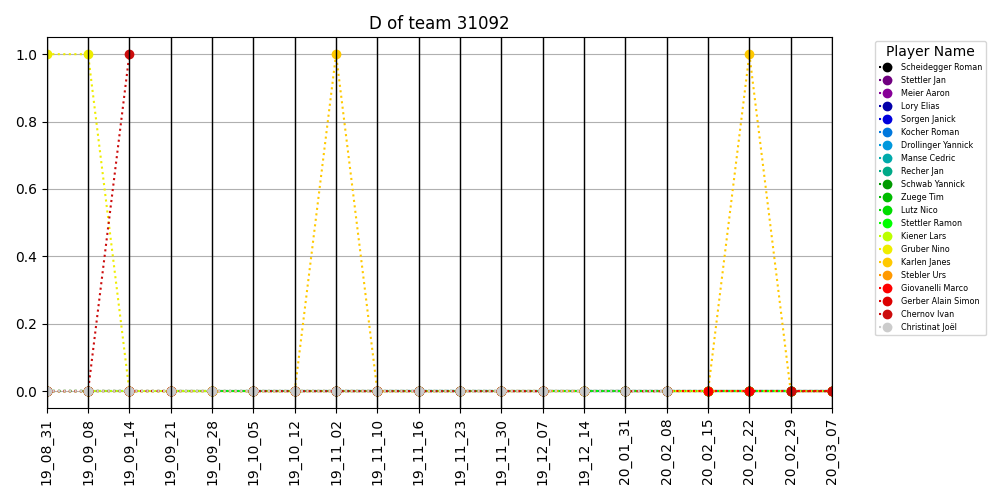 D of team 31092
1.0
0.8
0.6
0.4
0.2
0.0
19_08_31
19_09_08
19_09_14
19_09_21
19_09_28
19_10_05
19_10_12
19_11_02
19_11_10
19_11_16
19_11_23
19_11_30
19_12_07
19_12_14
20_01_31
20_02_08
20_02_15
20_02_22
20_02_29
20_03_07
Player Name
Scheidegger Roman
Stettler Jan
Meier Aaron
Lory Elias
Sorgen Janick
Kocher Roman
Drollinger Yannick
Manse Cedric
Recher Jan
Schwab Yannick
Zuege Tim
Lutz Nico
Stettler Ramon
Kiener Lars
Gruber Nino
Karlen Janes
Stebler Urs
Giovanelli Marco
Gerber Alain Simon
Chernov Ivan
Christinat Joël